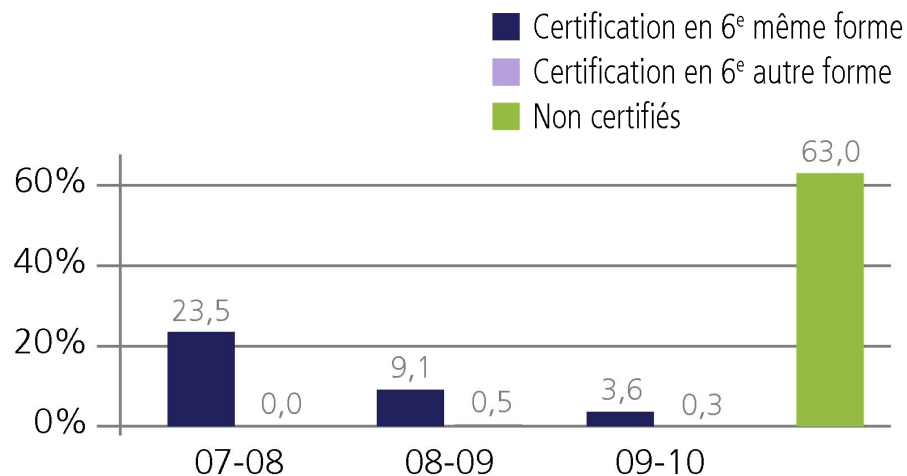 Certification en 6e même forme
Certification en 6e autre forme
Non certifiés
63,0
60%
40%
23,5
20%
9,1
3,6
0,0
0,5
0,3
0%
07-08 08-09 09-10